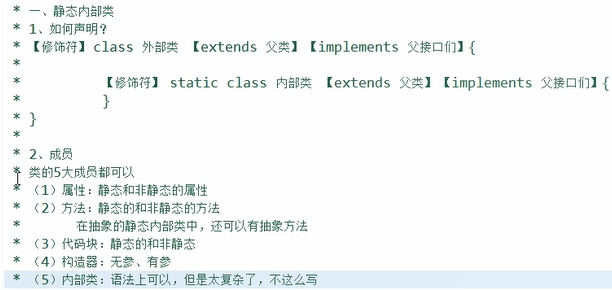 * 一、静态内部类
* 1、如何声明？
* 【修饰符】class 外部类 【extends 父类】【implements 父接口们】{
*
*         【修饰符】 static class 内部类 【extends 父类】【implements 父接口们】{
*         }
* }
*
* 2、成员
* 类的5大成员都可以
* （1）属性：静态和非静态的属性
* （2）方法：静态的和非静态的方法
*       在抽象的静态内部类中，还可以有抽象方法
* （3）代码块：静态的和非静态
* （4）构造器：无参、有参
* （5）内部类：语法上可以，但是太复杂了，不这么写